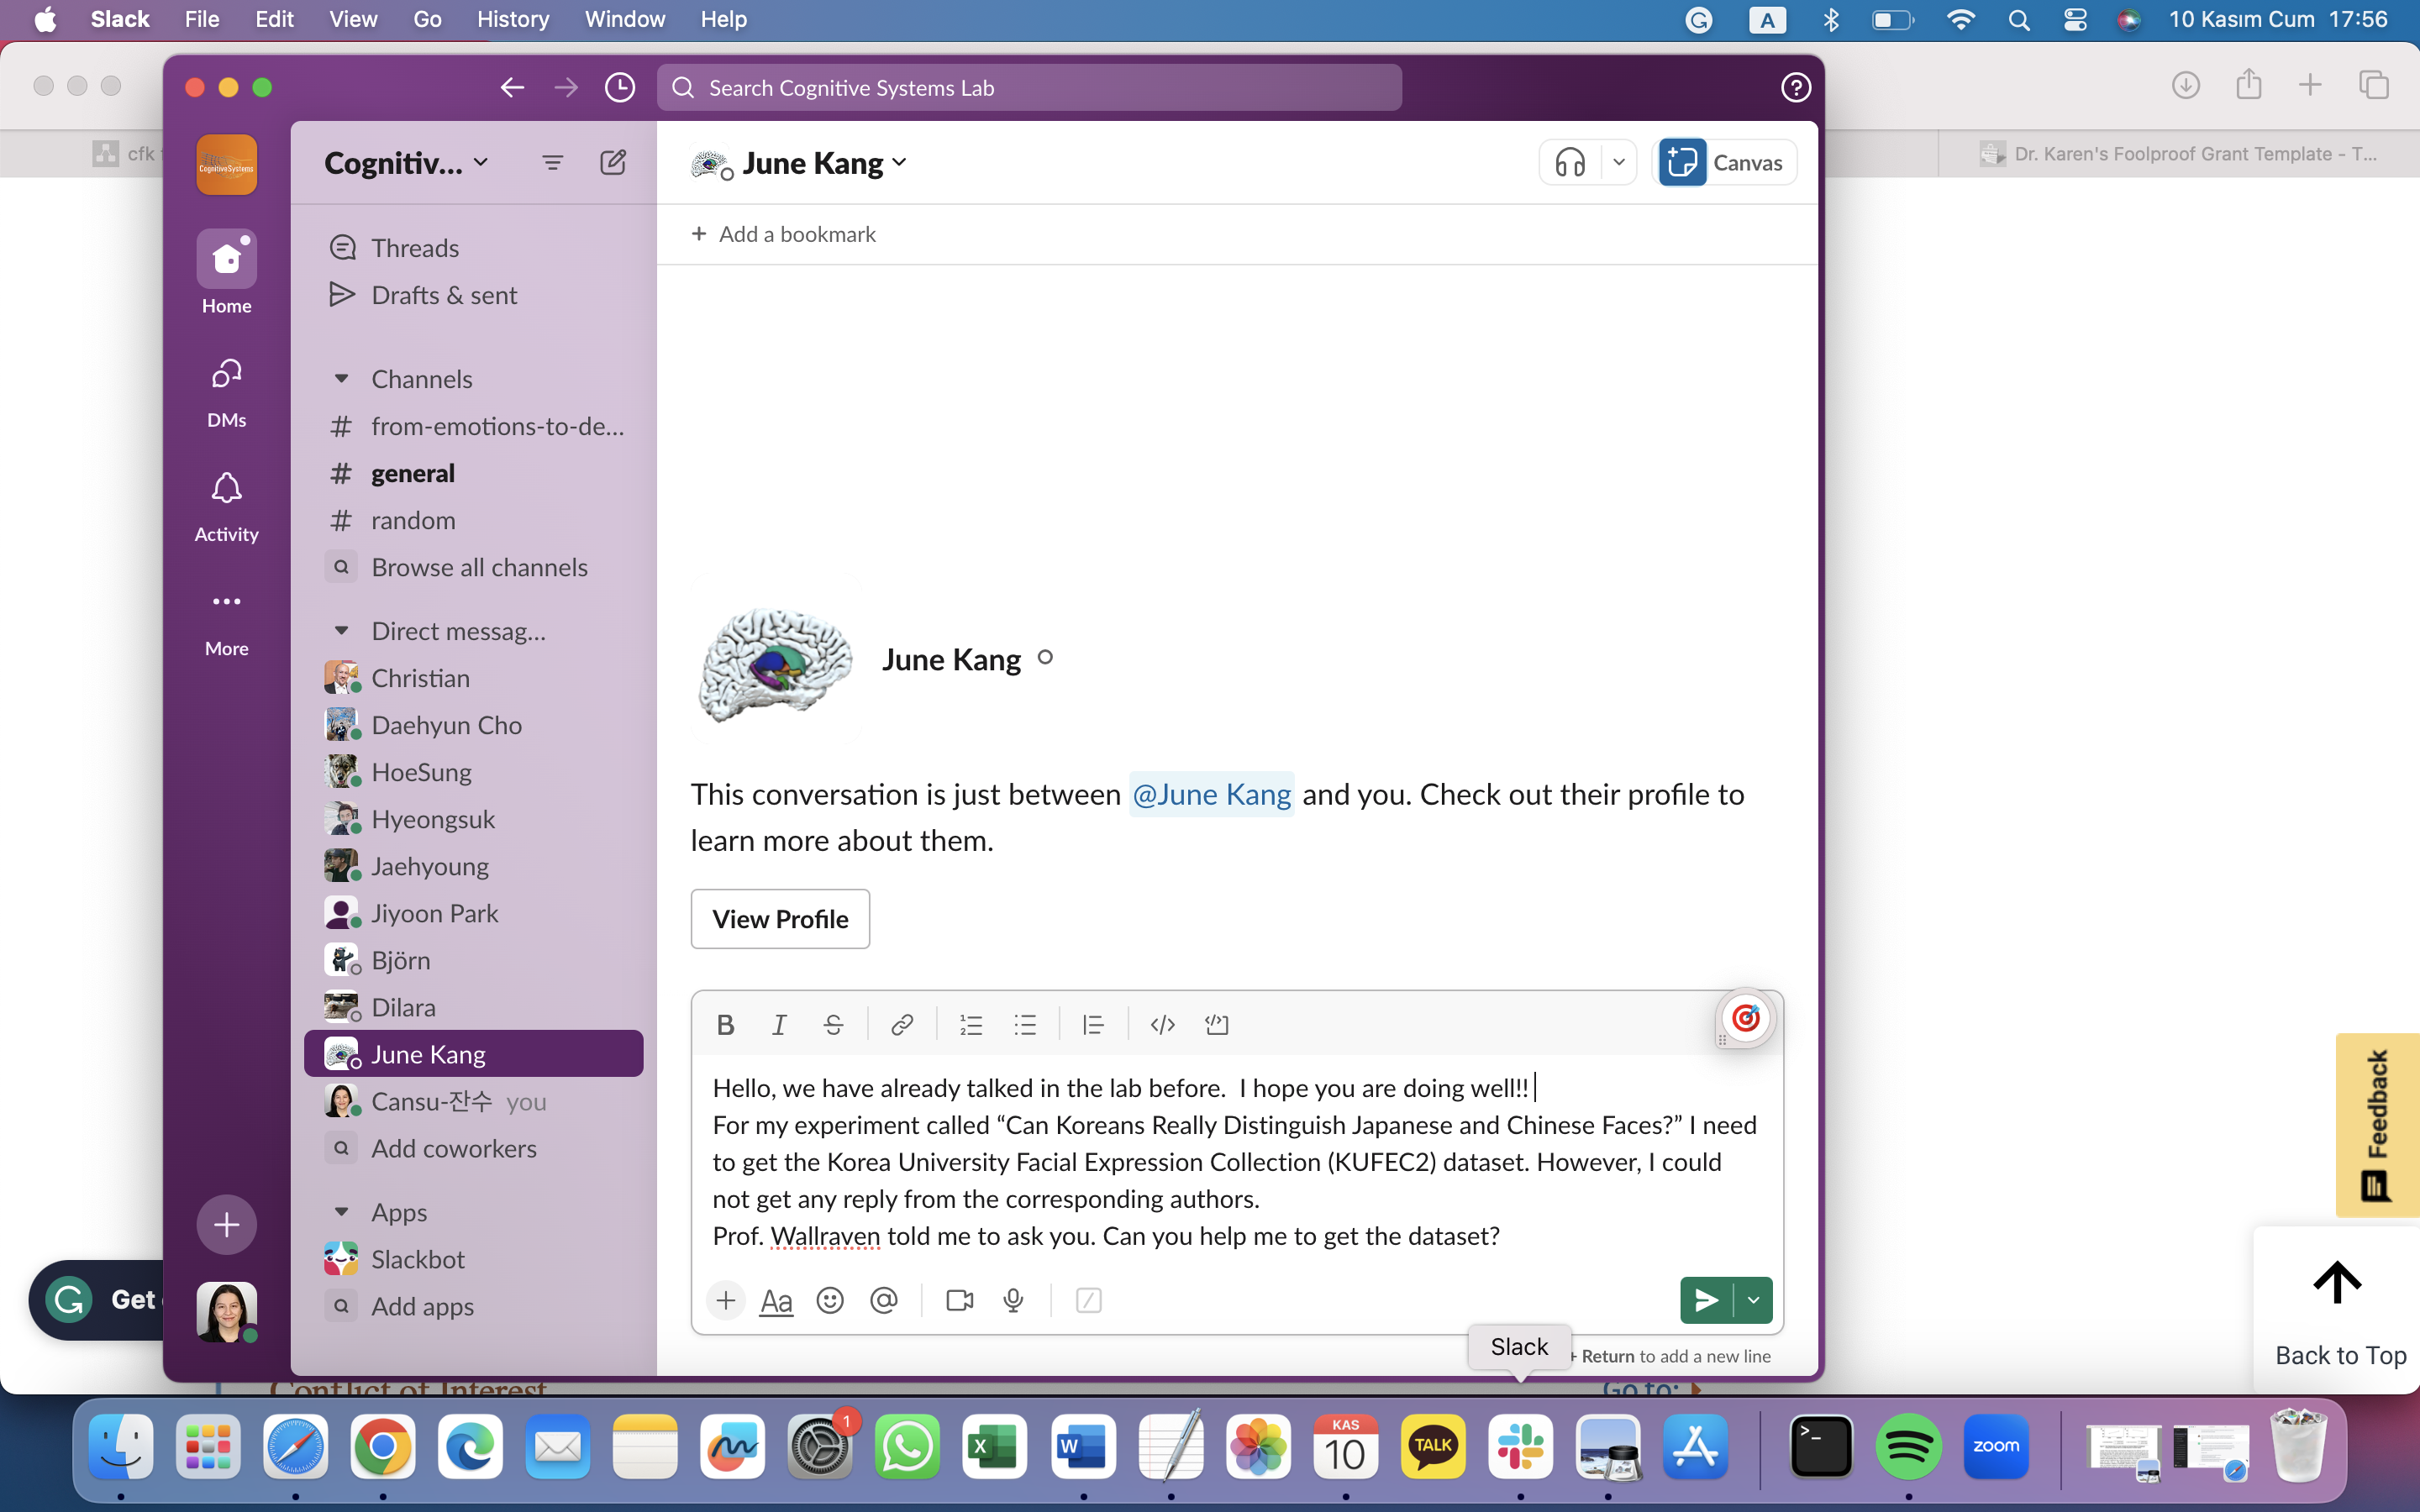 Slack File Edit View Go History Window Help
A 10 Kasım Cum 17:56
Search Cognitive Systems Lab
cfk
Dr. Karen's Foolproof Grant Template - T...
CognitiveSystems
Cognitiv...
June Kang
Canvas
Add a bookmark
Home
DMs
Activity
More
Threads
Drafts & sent
Channels
# from-emotions-to-de...
# general
# random
Browse all channels
Direct messag...
Christian
Daehyun Cho
HoeSung
Hyeongsuk
Jaehyoung
Jiyoon Park
Björn
Dilara
June Kang
Cansu-잔수 you
Add coworkers
Apps
Slackbot
Add apps
June Kang
This conversation is just between @June Kang and you. Check out their profile to
learn more about them.
View Profile
Hello, we have already talked in the lab before.  I hope you are doing well!!
For my experiment called “Can Koreans Really Distinguish Japanese and Chinese Faces?” I need
to get the Korea University Facial Expression Collection (KUFEC2) dataset. However, I could
not get any reply from the corresponding authors.
Prof. Wallraven told me to ask you. Can you help me to get the dataset?
Aa
Slack
+ Return to add a new line
Get
Feedback
Back to Top
Conflict of Interest
Go to:
1
KAS
10
TALK
zoom